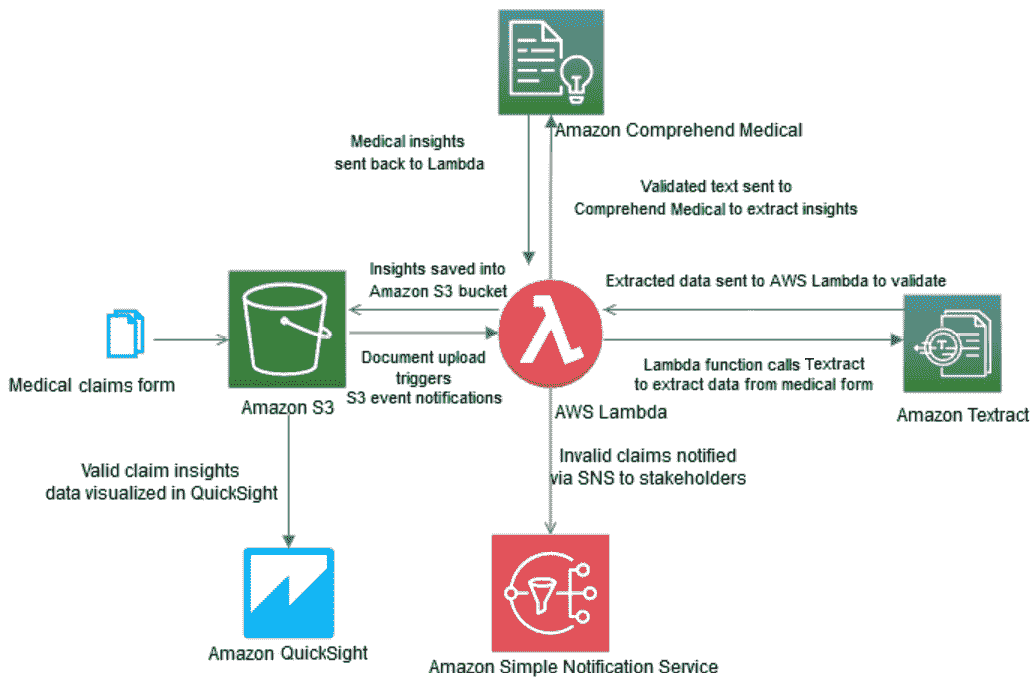 Amazon Comprehend Medical
Medical insights
sent back to Lambda
Validated text sent to
Comprehend Medical to extract insights
Insights saved into
Amazon S3 bucket
Extracted data sent to AWS Lambda to validate
Medical claims form
Amazon S3
Document upload
triggers
S3 event notifications
AWS Lambda
Lambda function calls Textract
to extract data from medical form
Amazon Textract
Valid claim insights
data visualized in QuickSight
Invalid claims notified
via SNS to stakeholders
Amazon QuickSight
Amazon Simple Notification Service